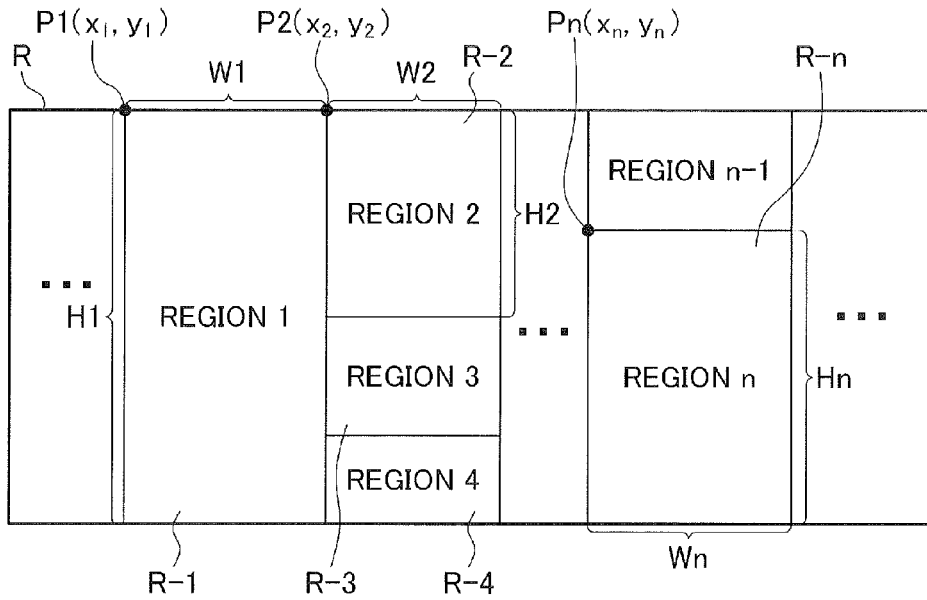 P1(x₁, y₁) P2(x₂, y₂) Pn(xₙ, yₙ)
R W1 W2 R-2 R-n
REGION n-1
REGION 2 H2
H1 REGION 1
REGION 3 REGION n Hn
REGION 4
Wn
R-1 R-3 R-4